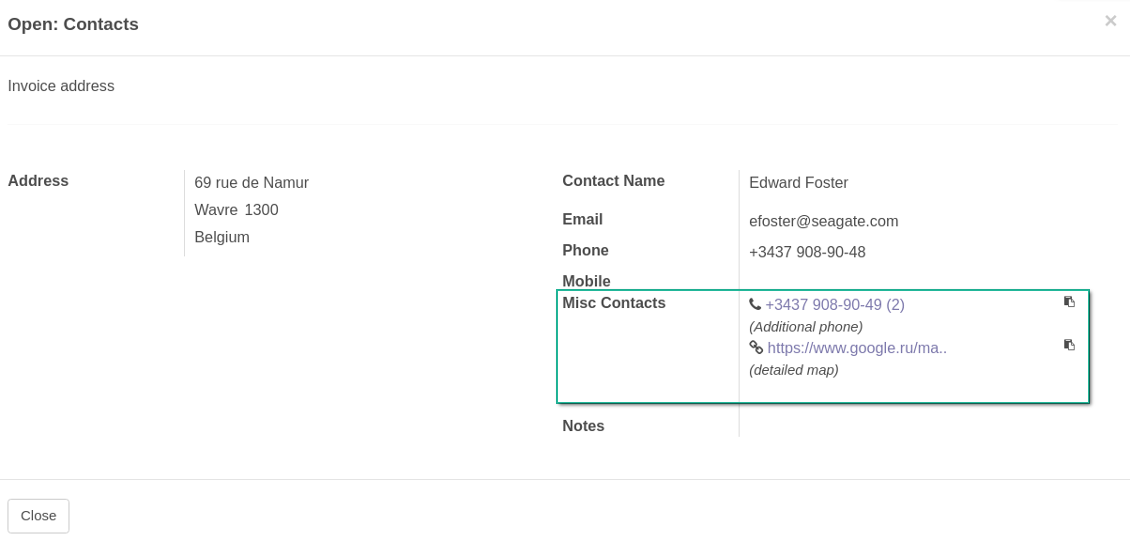 Open: Contacts
×
Invoice address
Address
69 rue de Namur
Wavre 1300
Belgium
Contact Name
Edward Foster
Email
efoster@seagate.com
Phone
+3437 908-90-48
Mobile
Misc Contacts
+3437 908-90-49 (2)
(Additional phone)
https://www.google.ru/ma..
(detailed map)
Notes
Close